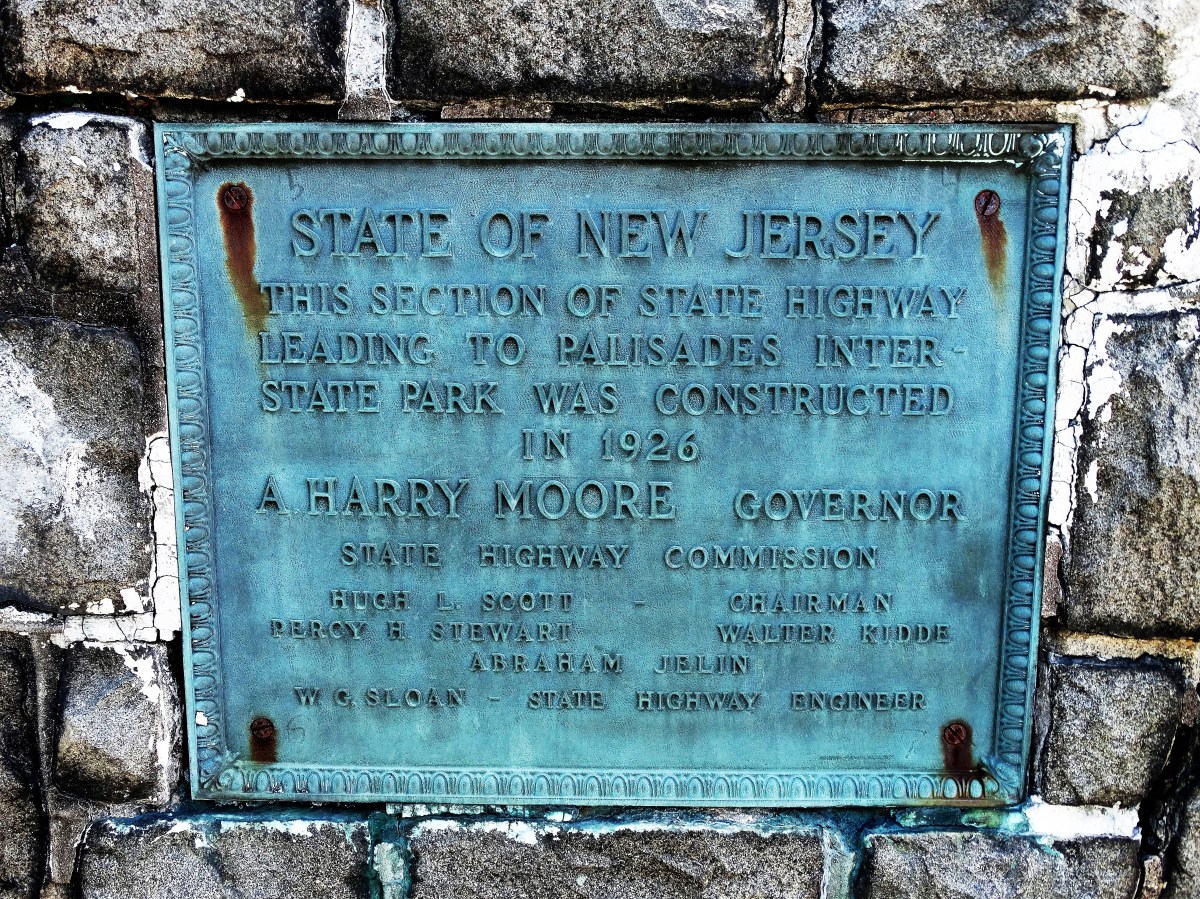 STATE OF NEW JERSEY
THIS SECTION OF STATE HIGHWAY
LEADING TO PALISADES INTER-
STATE PARK WAS CONSTRUCTED
IN 1926
A. HARRY MOORE GOVERNOR
STATE HIGHWAY COMMISSION
HUGH L. SCOTT - CHAIRMAN
PERCY H. STEWART WALTER KIDDE
ABRAHAM JELIN
W. G. SLOAN - STATE HIGHWAY ENGINEER